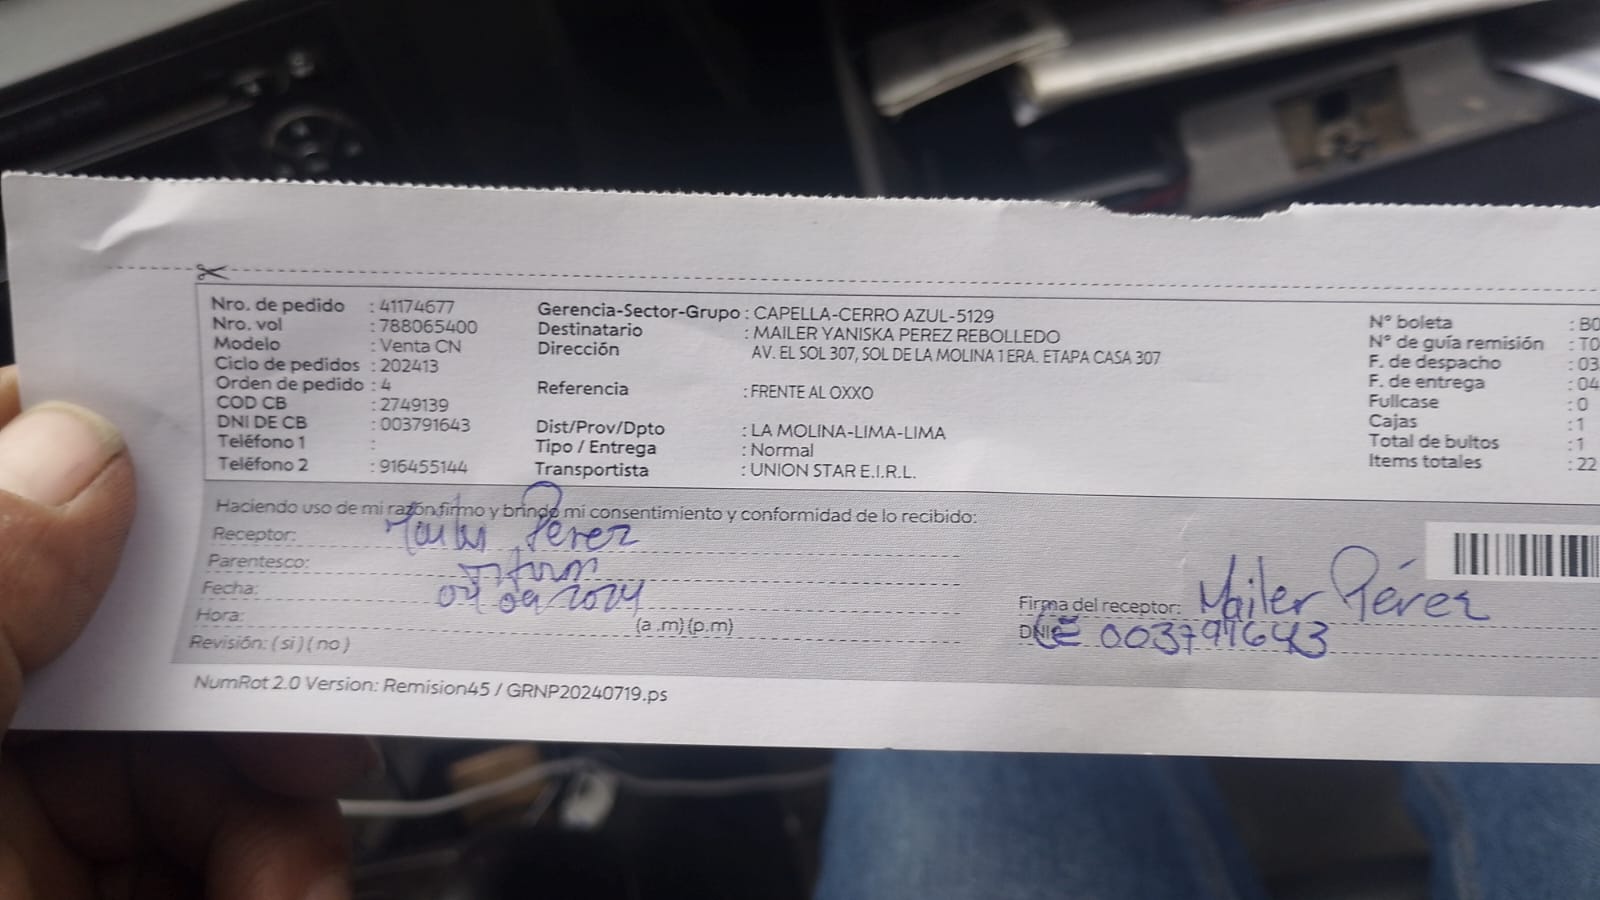 Nro. de pedido : 41174677
Nro. vol : 788065400
Modelo : Venta CN
Ciclo de pedidos : 202413
Orden de pedido : 4
COD CB : 2749139
DNI DE CB : 003791643
Teléfono 1 :
Teléfono 2 : 916455144
Gerencia-Sector-Grupo : CAPELLA-CERRO AZUL-5129
Destinatario : MAILER YANISKA PEREZ REBOLLEDO
Dirección AV. EL SOL 307, SOL DE LA MOLINA 1 ERA. ETAPA CASA 307
Referencia : FRENTE AL OXXO
Dist/Prov/Dpto : LA MOLINA-LIMA-LIMA
Tipo / Entrega : Normal
Transportista : UNION STAR E.I.R.L.
N° boleta : B0
N° de guía remisión : T0
F. de despacho : 03
F. de entrega : 04
Fullcase : 0
Cajas : 1
Total de bultos : 1
Items totales : 22
Haciendo uso de mi razón firmo y brindo mi consentimiento y conformidad de lo recibido:
Receptor: Mailer Pérez
Parentesco:
Fecha: 04 09 2024
Hora: (a .m) (p.m)
Revisión: ( si ) ( no )
Firma del receptor: Mailer Pérez
DNI: CE 003791643
NumRot 2.0 Version: Remision45 / GRNP20240719.ps